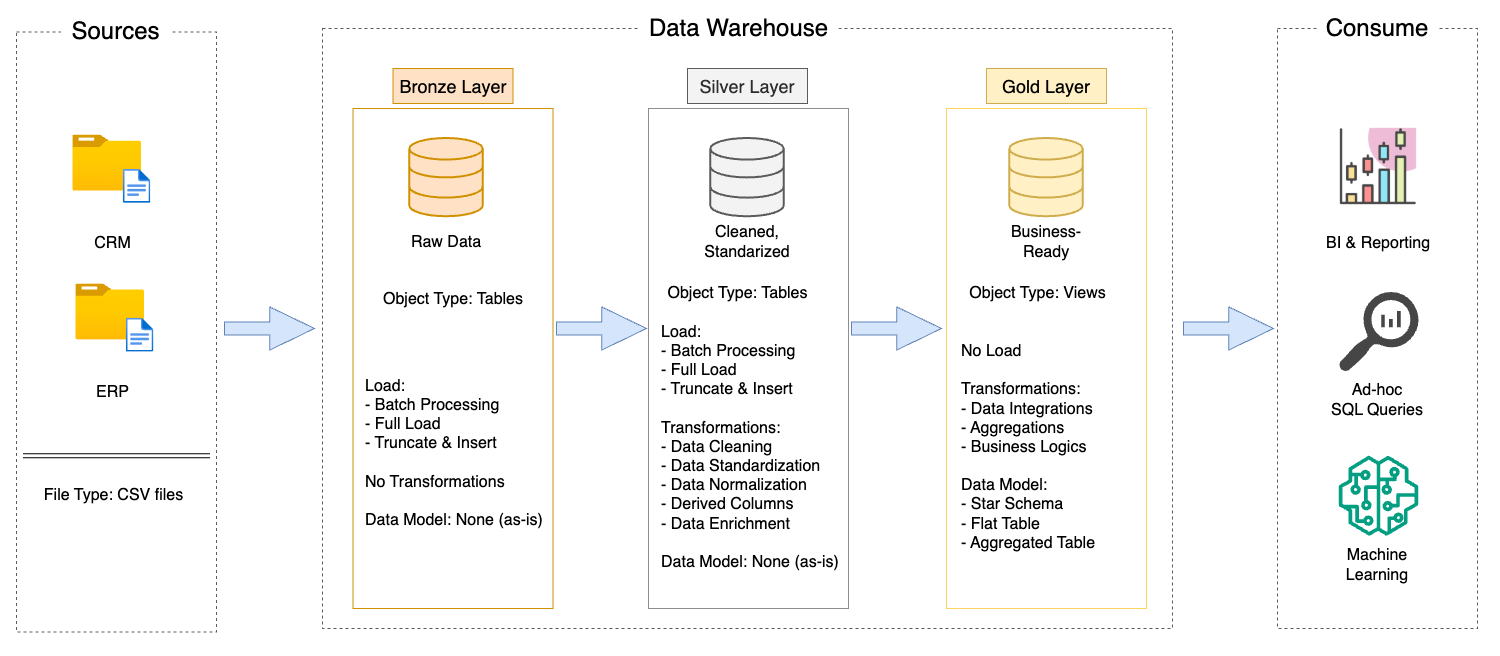 Sources
CRM
ERP
File Type: CSV files
Data Warehouse
Bronze Layer
Raw Data
Object Type: Tables
Load:
- Batch Processing
- Full Load
- Truncate & Insert
No Transformations
Data Model: None (as-is)
Silver Layer
Cleaned,
Standarized
Object Type: Tables
Load:
- Batch Processing
- Full Load
- Truncate & Insert
Transformations:
- Data Cleaning
- Data Standardization
- Data Normalization
- Derived Columns
- Data Enrichment
Data Model: None (as-is)
Gold Layer
Business-
Ready
Object Type: Views
No Load
Transformations:
- Data Integrations
- Aggregations
- Business Logics
Data Model:
- Star Schema
- Flat Table
- Aggregated Table
Consume
BI & Reporting
Ad-hoc
SQL Queries
Machine
Learning